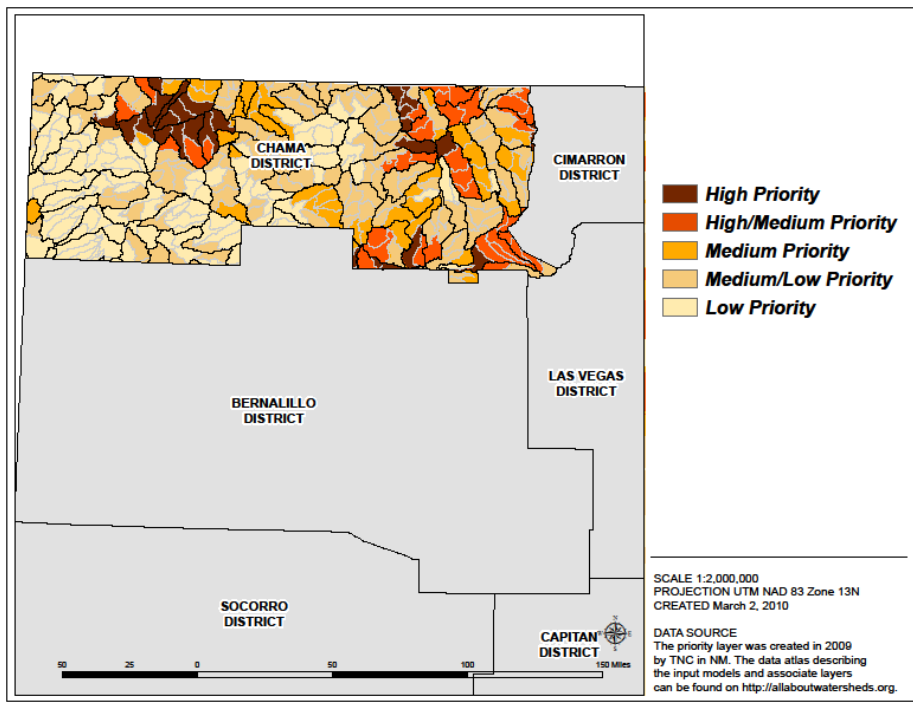 CHAMA
DISTRICT
CIMARRON
DISTRICT
High Priority
High/Medium Priority
Medium Priority
Medium/Low Priority
Low Priority
LAS VEGAS
DISTRICT
BERNALILLO
DISTRICT
SOCORRO
DISTRICT
CAPITAN
DISTRICT
N
E
S
50 25 0 50 100 150 Miles
SCALE 1:2,000,000
PROJECTION UTM NAD 83 Zone 13N
CREATED March 2, 2010
DATA SOURCE
The priority layer was created in 2009
by TNC in NM. The data atlas describing
the input models and associate layers
can be found on http://allaboutwatersheds.org.